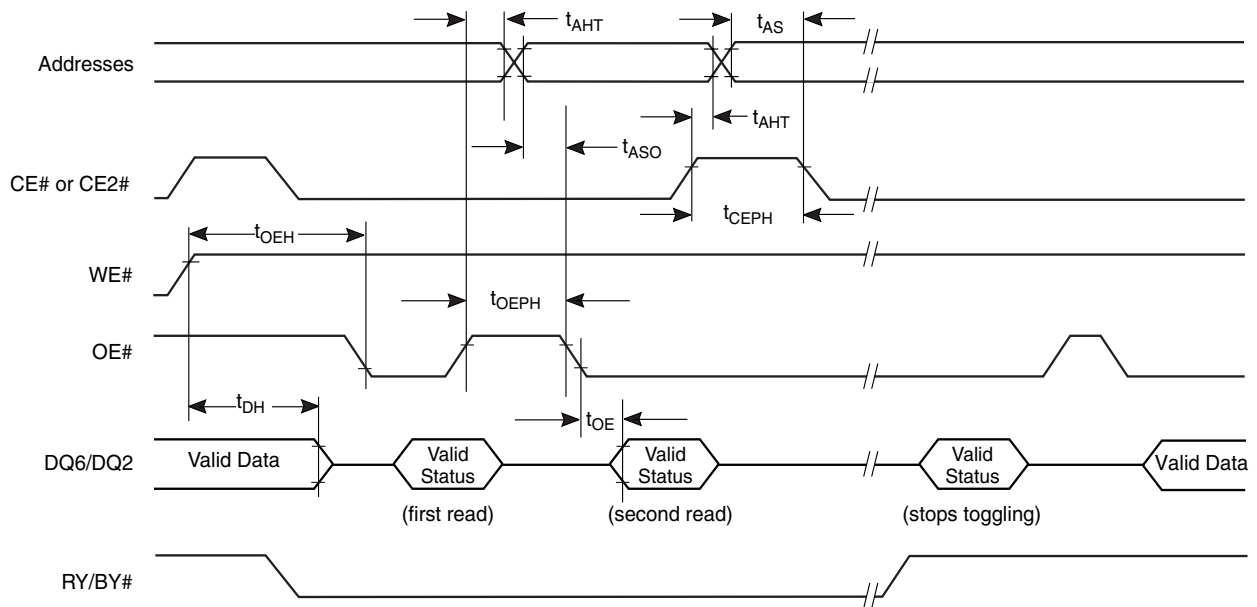 tAHT
tAS
Addresses
tAHT
tASO
CE# or CE2#
tCEPH
tOEH
WE#
tOEPH
OE#
tDH
tOE
DQ6/DQ2
Valid Data
Valid
Status
Valid
Status
Valid
Status
Valid Data
(first read)
(second read)
(stops toggling)
RY/BY#